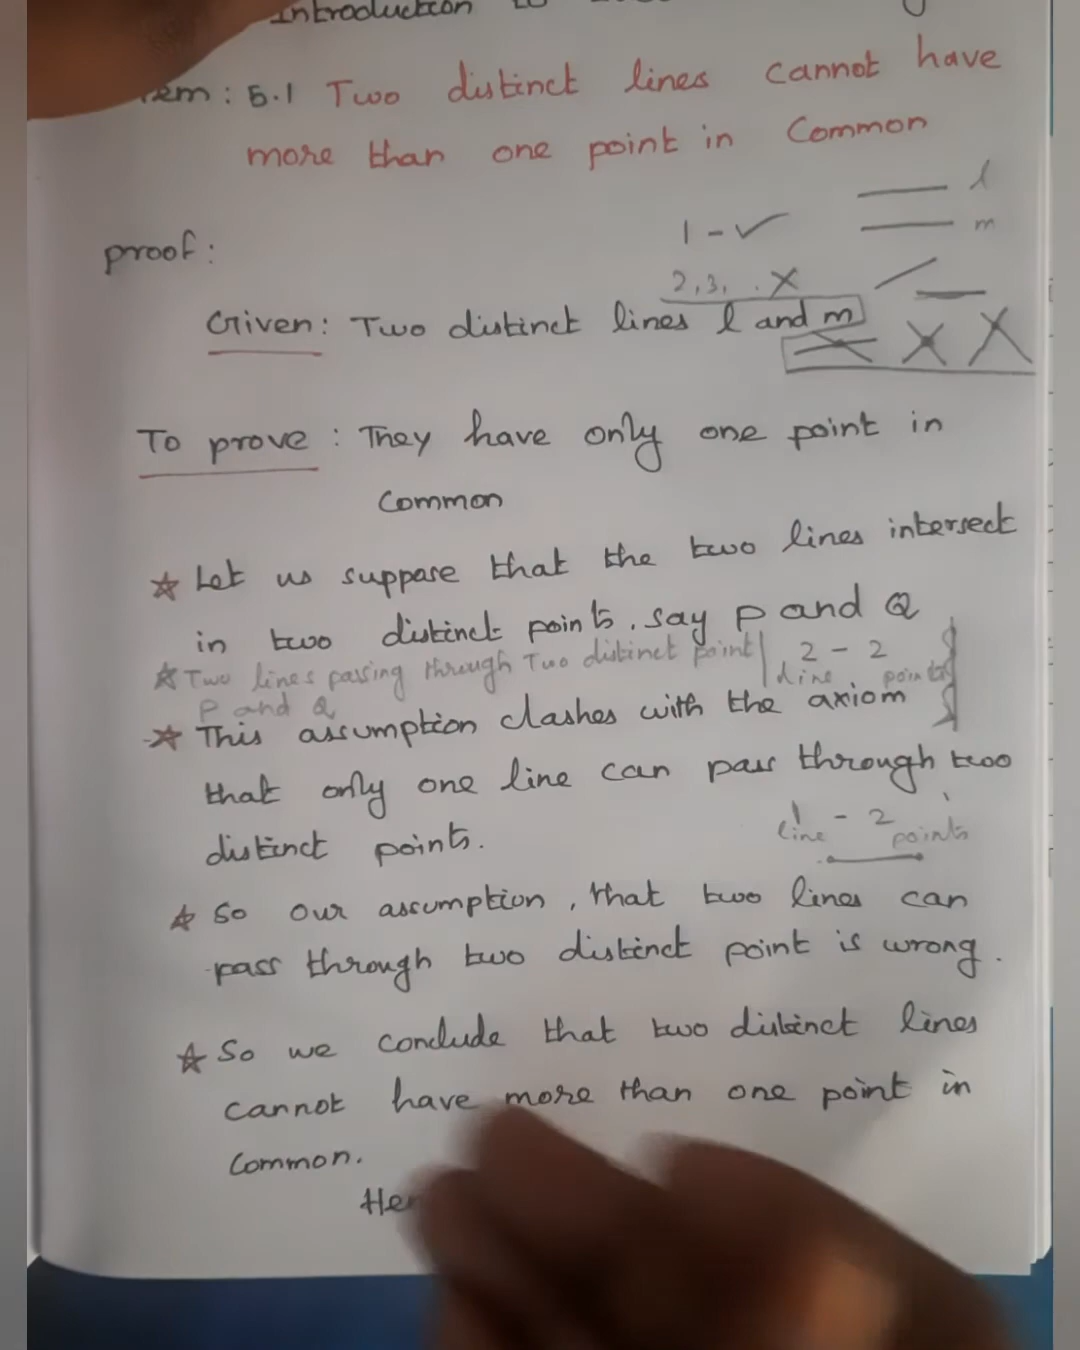 Introduction to
5.1 Two distinct lines cannot have
more than one point in Common
l
1 - ✓
m
proof:
2,3, . X
Given: Two distinct lines l and m
To prove: They have only one point in
Common
☆ Let us suppase that the two lines intersect
in two distinct points, say P and Q
☆ Two lines passing through Two distinct point
P and Q
2 - 2
line points
☆ This assumption clashes with the axiom
that only one line can pass through two
distinct points.
1 - 2
line points
☆ So our assumption, that two lines can
pass through two distinct point is wrong.
☆ So we conclude that two distinct lines
cannot have more than one point in
Common.